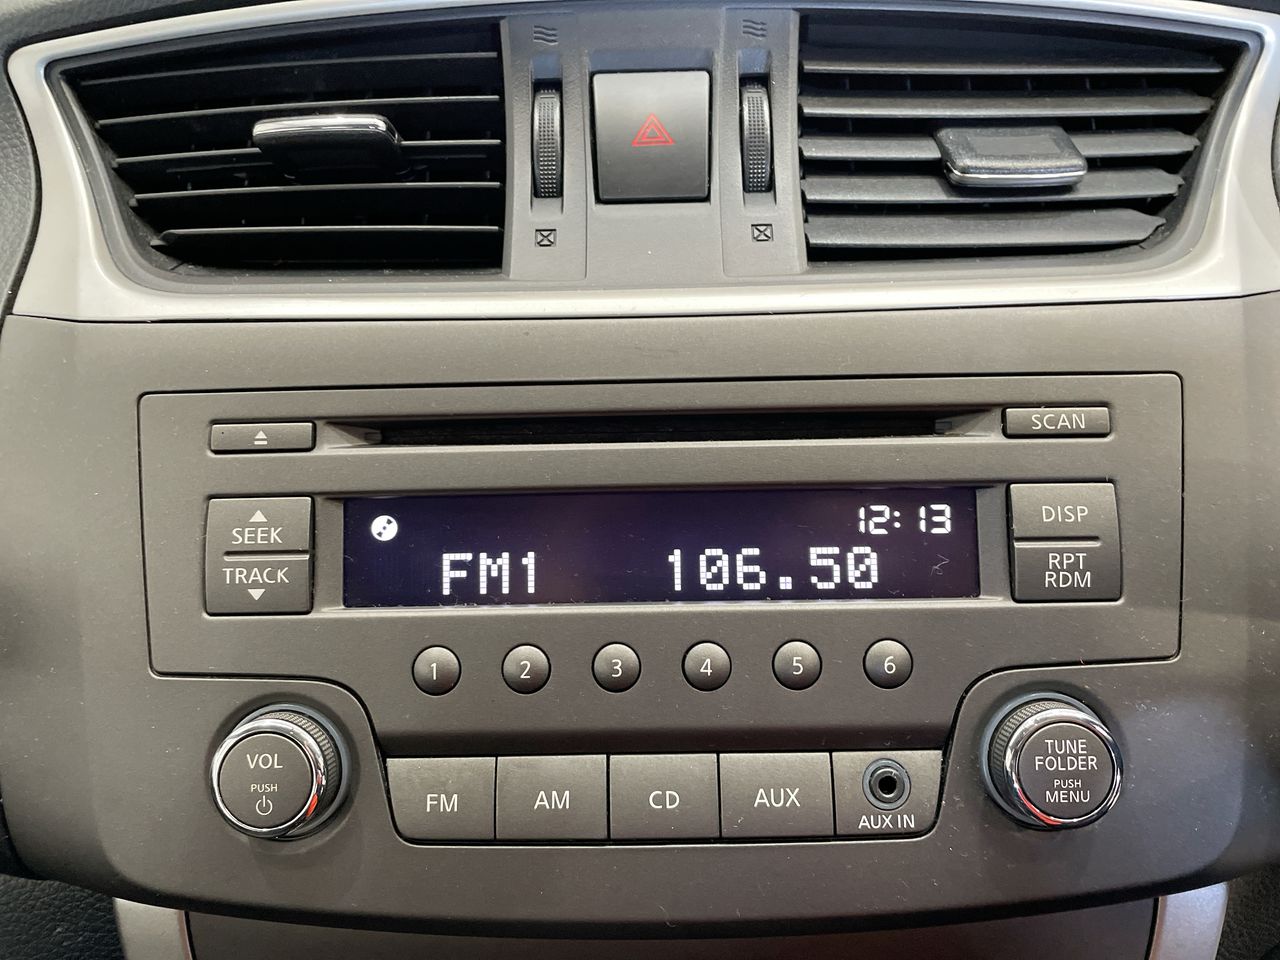 SCAN
SEEK
TRACK
12:13
FM1 106.50
DISP
RPT
RDM
1 2 3 4 5 6
VOL
PUSH
FM AM CD AUX
AUX IN
TUNE
FOLDER
PUSH
MENU